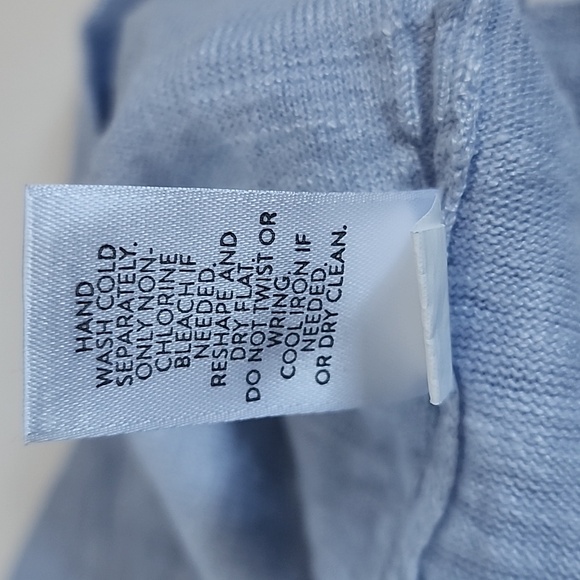 HAND
WASH COLD
SEPARATELY.
ONLY NON-
CHLORINE
BLEACH IF
NEEDED.
RESHAPE AND
DRY FLAT.
DO NOT TWIST OR
WRING.
COOL IRON IF
NEEDED.
OR DRY CLEAN.